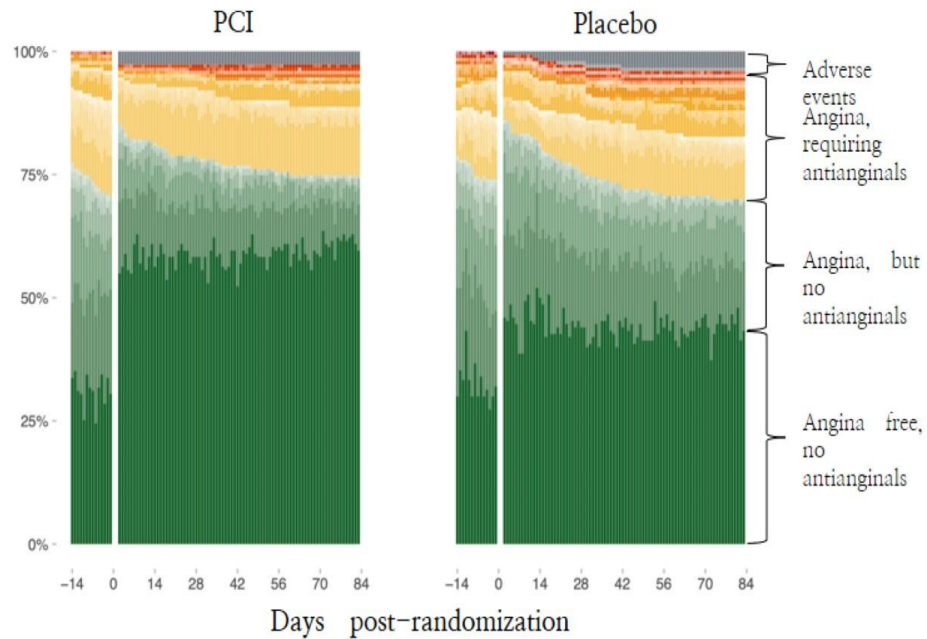 PCI
Placebo
100%
75%
50%
25%
0%
Adverse
events
Angina,
requiring
antianginals
Angina, but
no
antianginals
Angina free,
no
antianginals
−14 0 14 28 42 56 70 84
−14 0 14 28 42 56 70 84
Days post-randomization